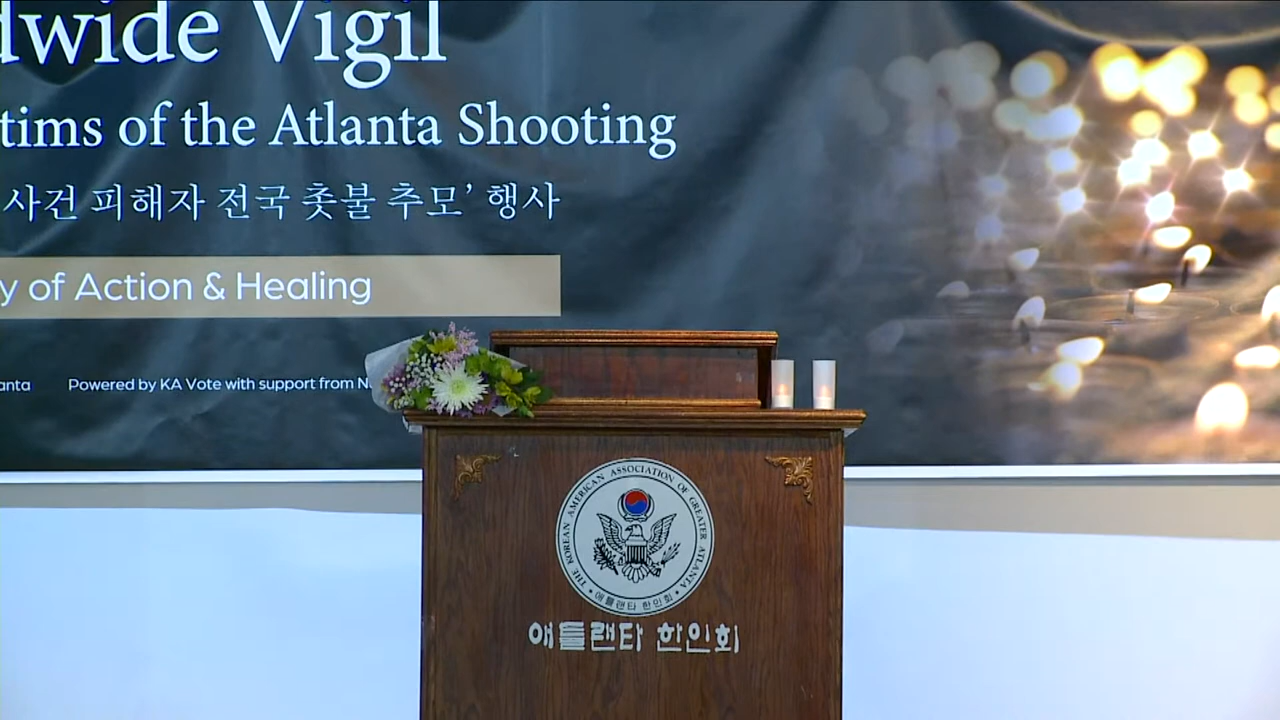 dwide Vigil
tims of the Atlanta Shooting
사건 피해자 전국 촛불 추모’ 행사
y of Action & Healing
anta Powered by KA Vote with support from N
THE KOREAN AMERICAN ASSOCIATION OF GREATER ATLANTA
애틀랜타 한인회
애틀랜타 한인회